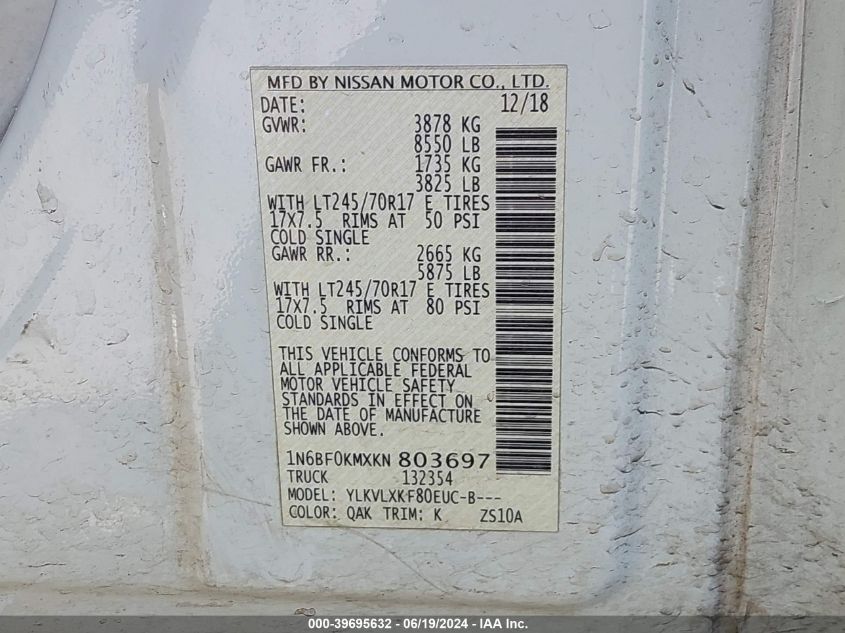 MFD BY NISSAN MOTOR CO., LTD.
DATE: 12/18
GVWR: 3878 KG
8550 LB
GAWR FR.: 1735 KG
3825 LB
WITH LT245/70R17 E TIRES
17X7.5 RIMS AT 50 PSI
COLD SINGLE
GAWR RR.: 2665 KG
5875 LB
WITH LT245/70R17 E TIRES
17X7.5 RIMS AT 80 PSI
COLD SINGLE
THIS VEHICLE CONFORMS TO
ALL APPLICABLE FEDERAL
MOTOR VEHICLE SAFETY
STANDARDS IN EFFECT ON
THE DATE OF MANUFACTURE
SHOWN ABOVE.
1N6BF0KMXKN 803697
TRUCK 132354
MODEL: YLKVLXKF80EUC-B---
COLOR: QAK TRIM: K ZS10A
000-39695632 / 06/19/2024 - IAA Inc.